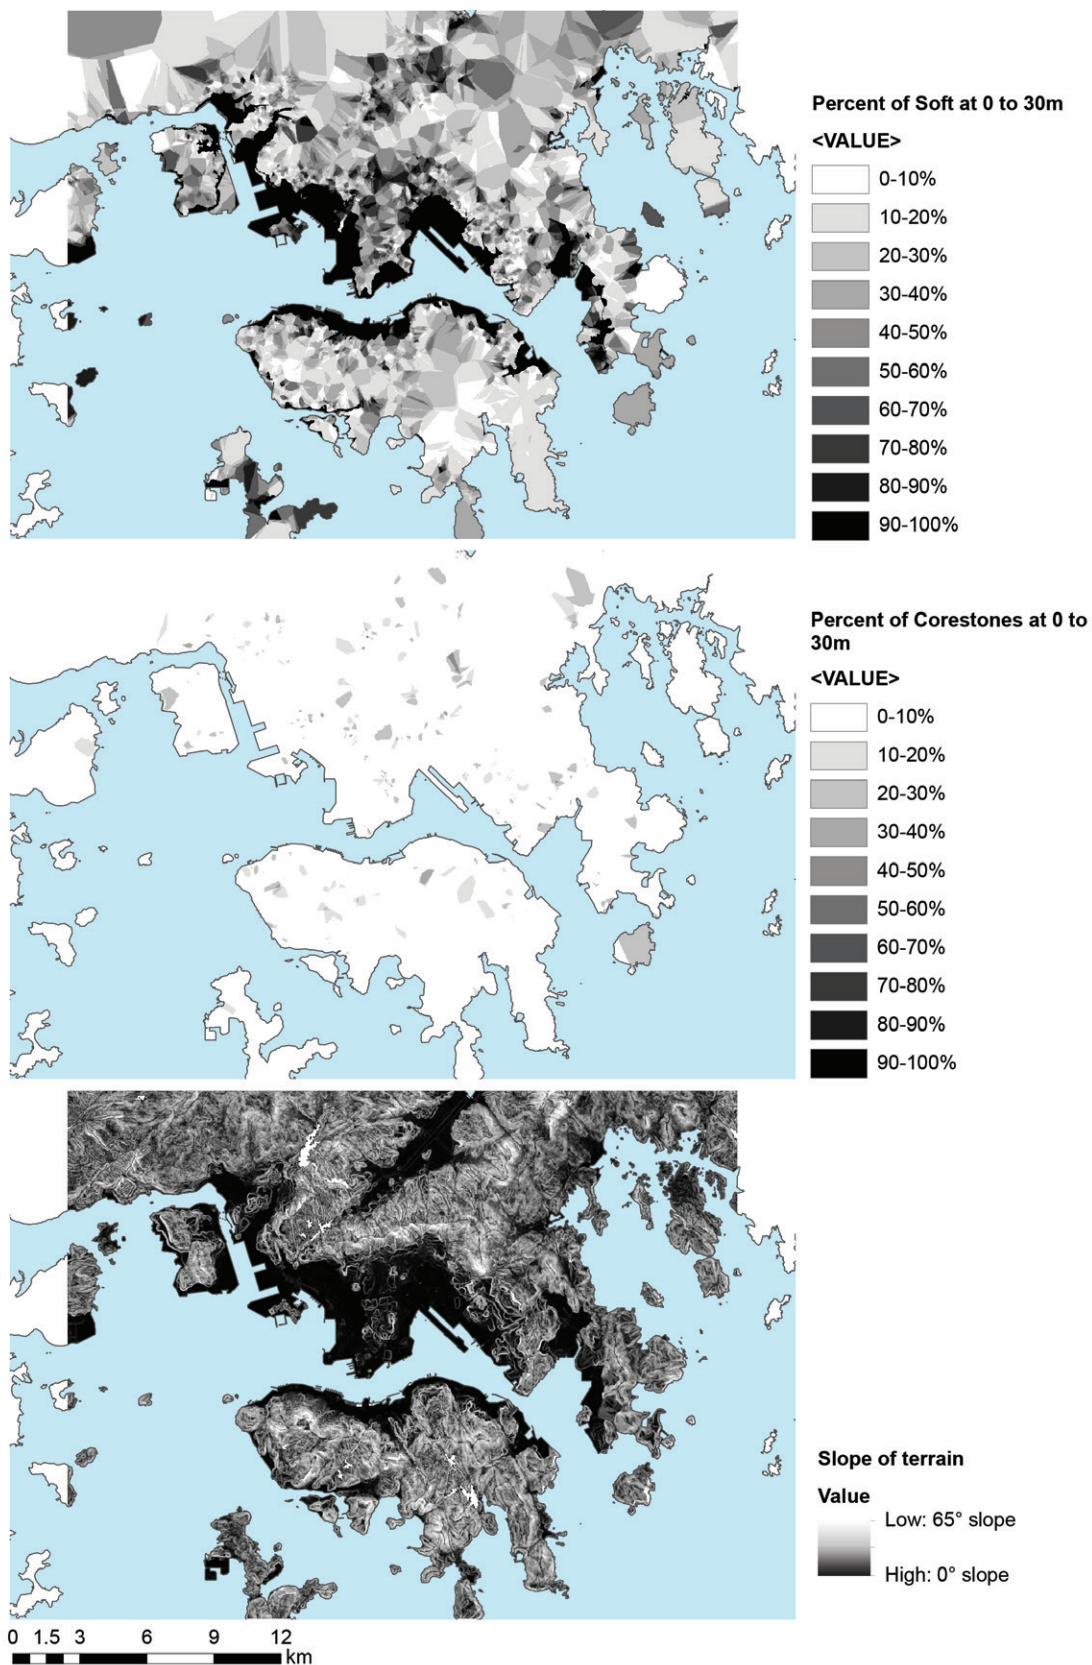 Percent of Soft at 0 to 30m
<VALUE>
0-10%
10-20%
20-30%
30-40%
40-50%
50-60%
60-70%
70-80%
80-90%
90-100%
Percent of Corestones at 0 to
30m
<VALUE>
0-10%
10-20%
20-30%
30-40%
40-50%
50-60%
60-70%
70-80%
80-90%
90-100%
Slope of terrain
Value
Low: 65° slope
High: 0° slope
0 1.5 3 6 9 12
km